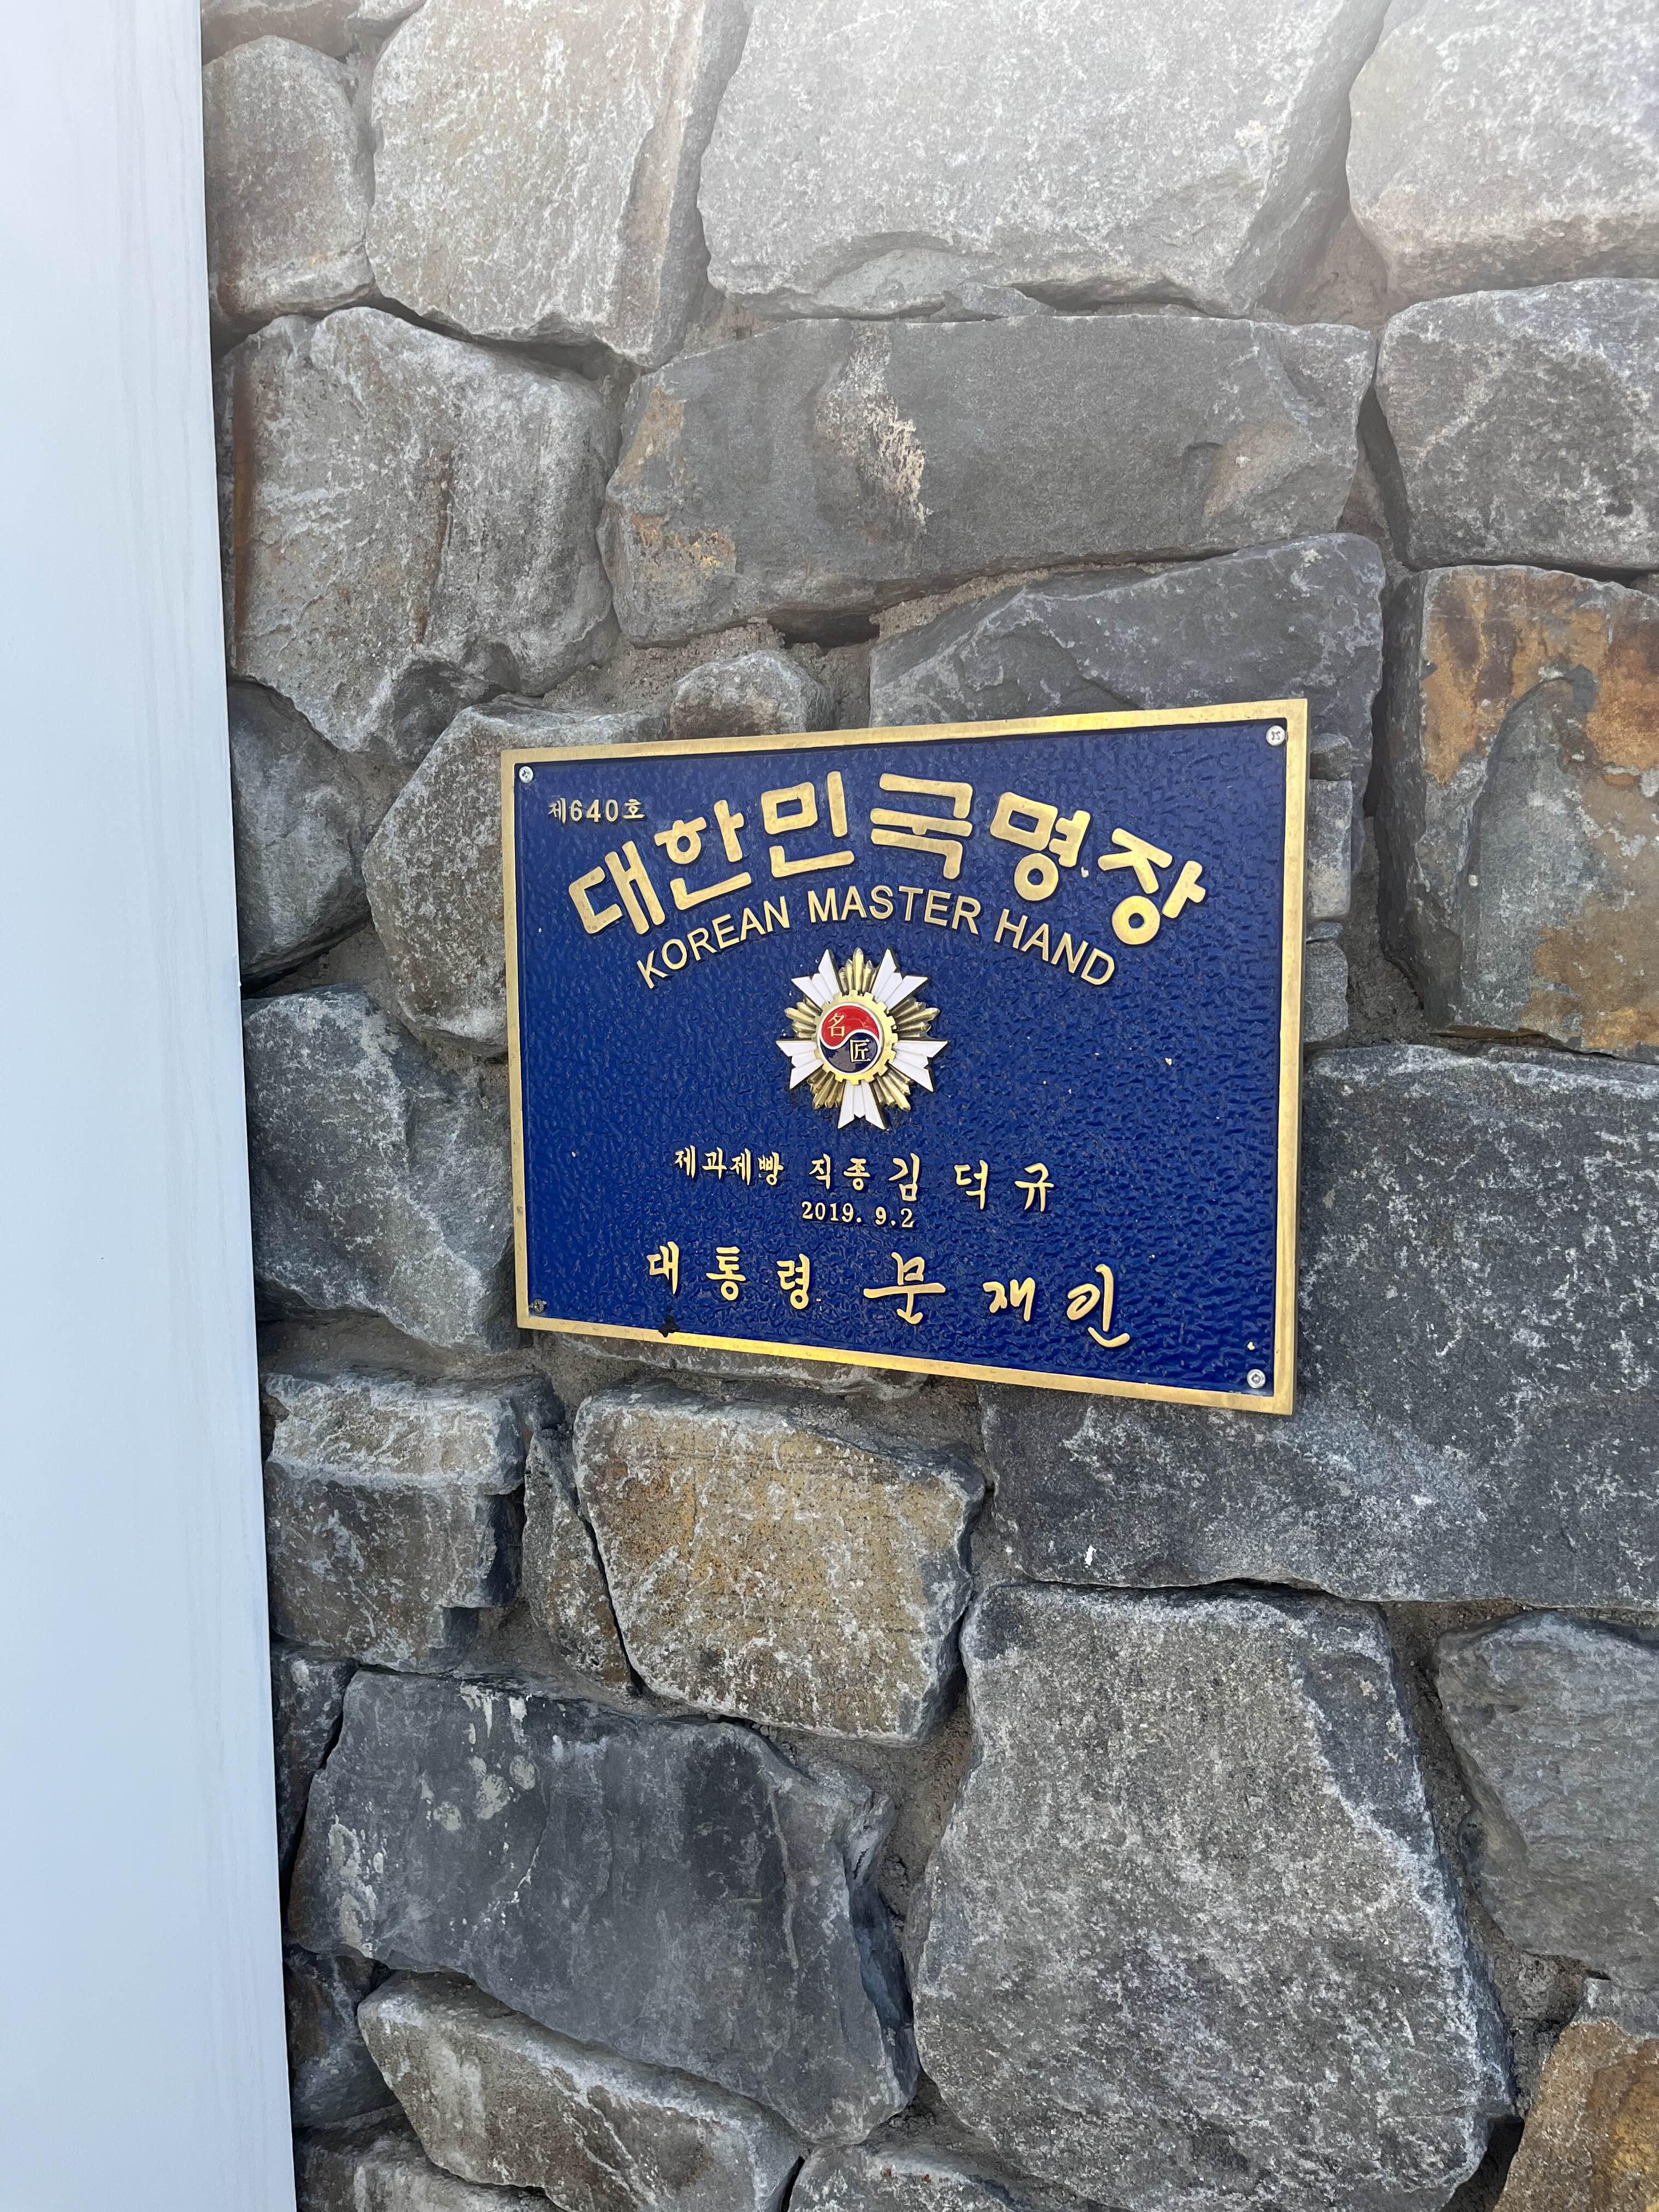 제640호
대한민국명장
KOREAN MASTER HAND
名
匠
제과제빵 직종 김 덕 규
2019. 9.2
대 통 령 문 재 인